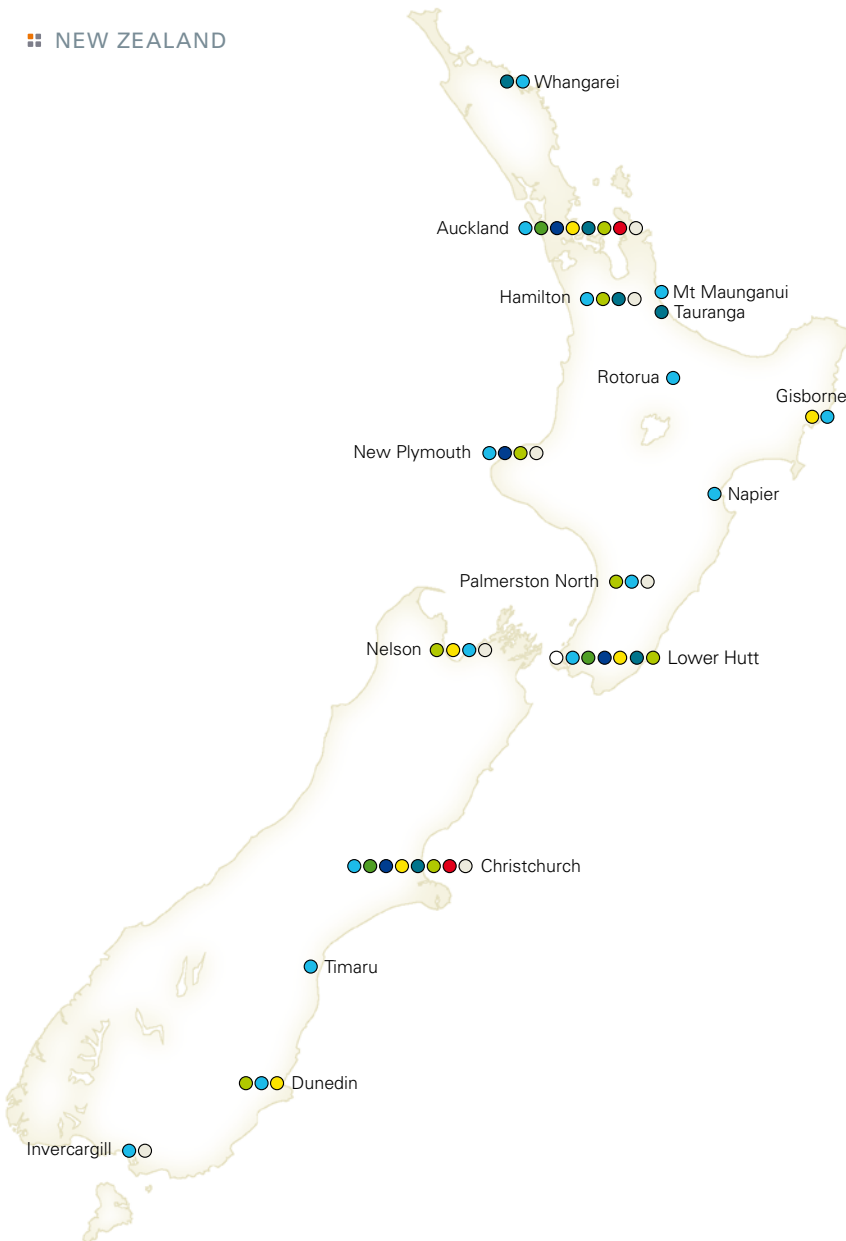 NEW ZEALAND
Whangarei
Auckland
Hamilton
Mt Maunganui
Tauranga
Rotorua
Gisborne
New Plymouth
Napier
Palmerston North
Nelson
Lower Hutt
Christchurch
Timaru
Dunedin
Invercargill